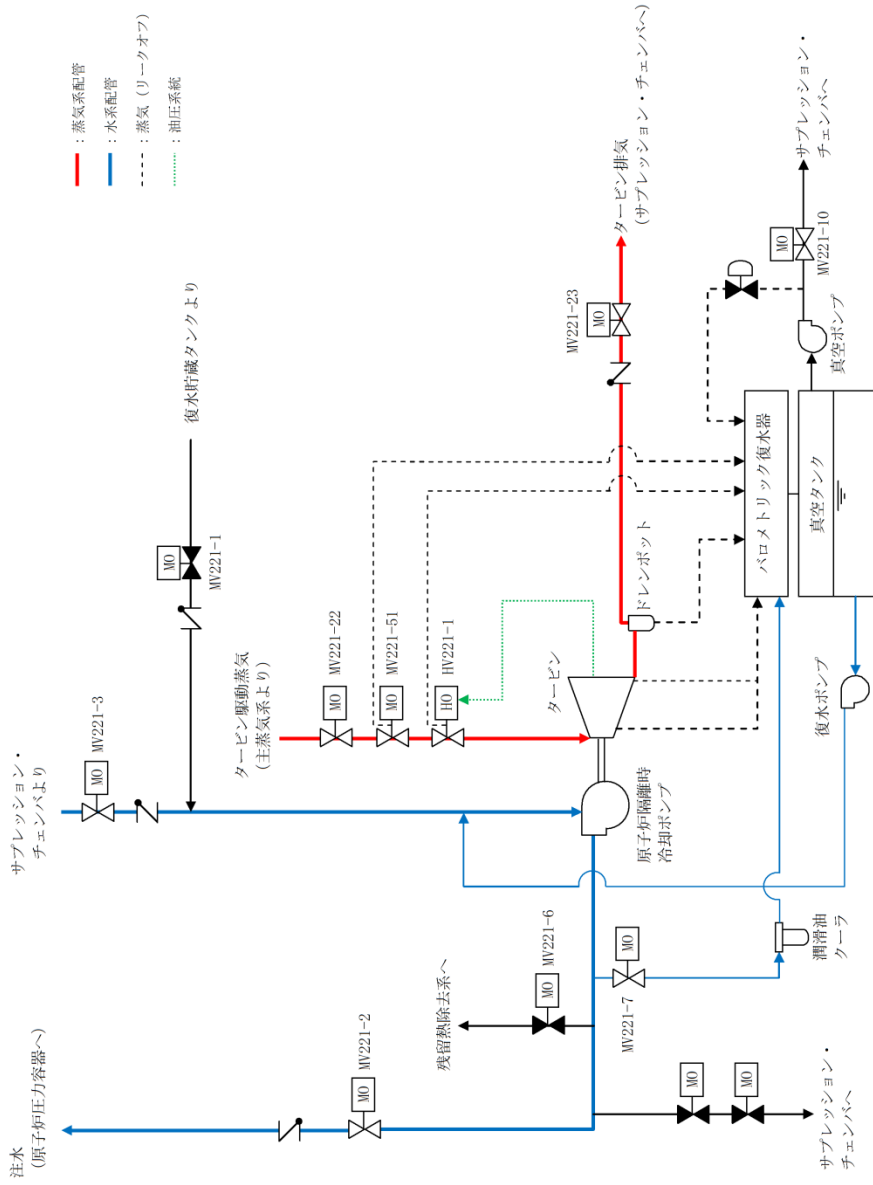 ：蒸気系配管
：水系配管
：蒸気（リークオフ）
：油圧系統
注水
(原子炉圧力容器へ)
サプレッション・
チェンバより
MO
MV221-3
復水貯蔵タンクより
MO
MV221-1
タービン駆動蒸気
(主蒸気系より)
MO
MV221-22
MO
MV221-51
HO
HV221-1
タービン
原子炉隔離時
冷却ポンプ
ドレンポット
MO
MV221-23
タービン排気
(サプレッション・チェンバへ)
MO
MV221-2
残留熱除去系へ
MO
MV221-6
MO
MV221-7
潤滑油
クーラ
MO
MO
サプレッション・
チェンバへ
復水ポンプ
バロメトリック復水器
真空タンク
真空ポンプ
MO
MV221-10
サプレッション・
チェンバへ